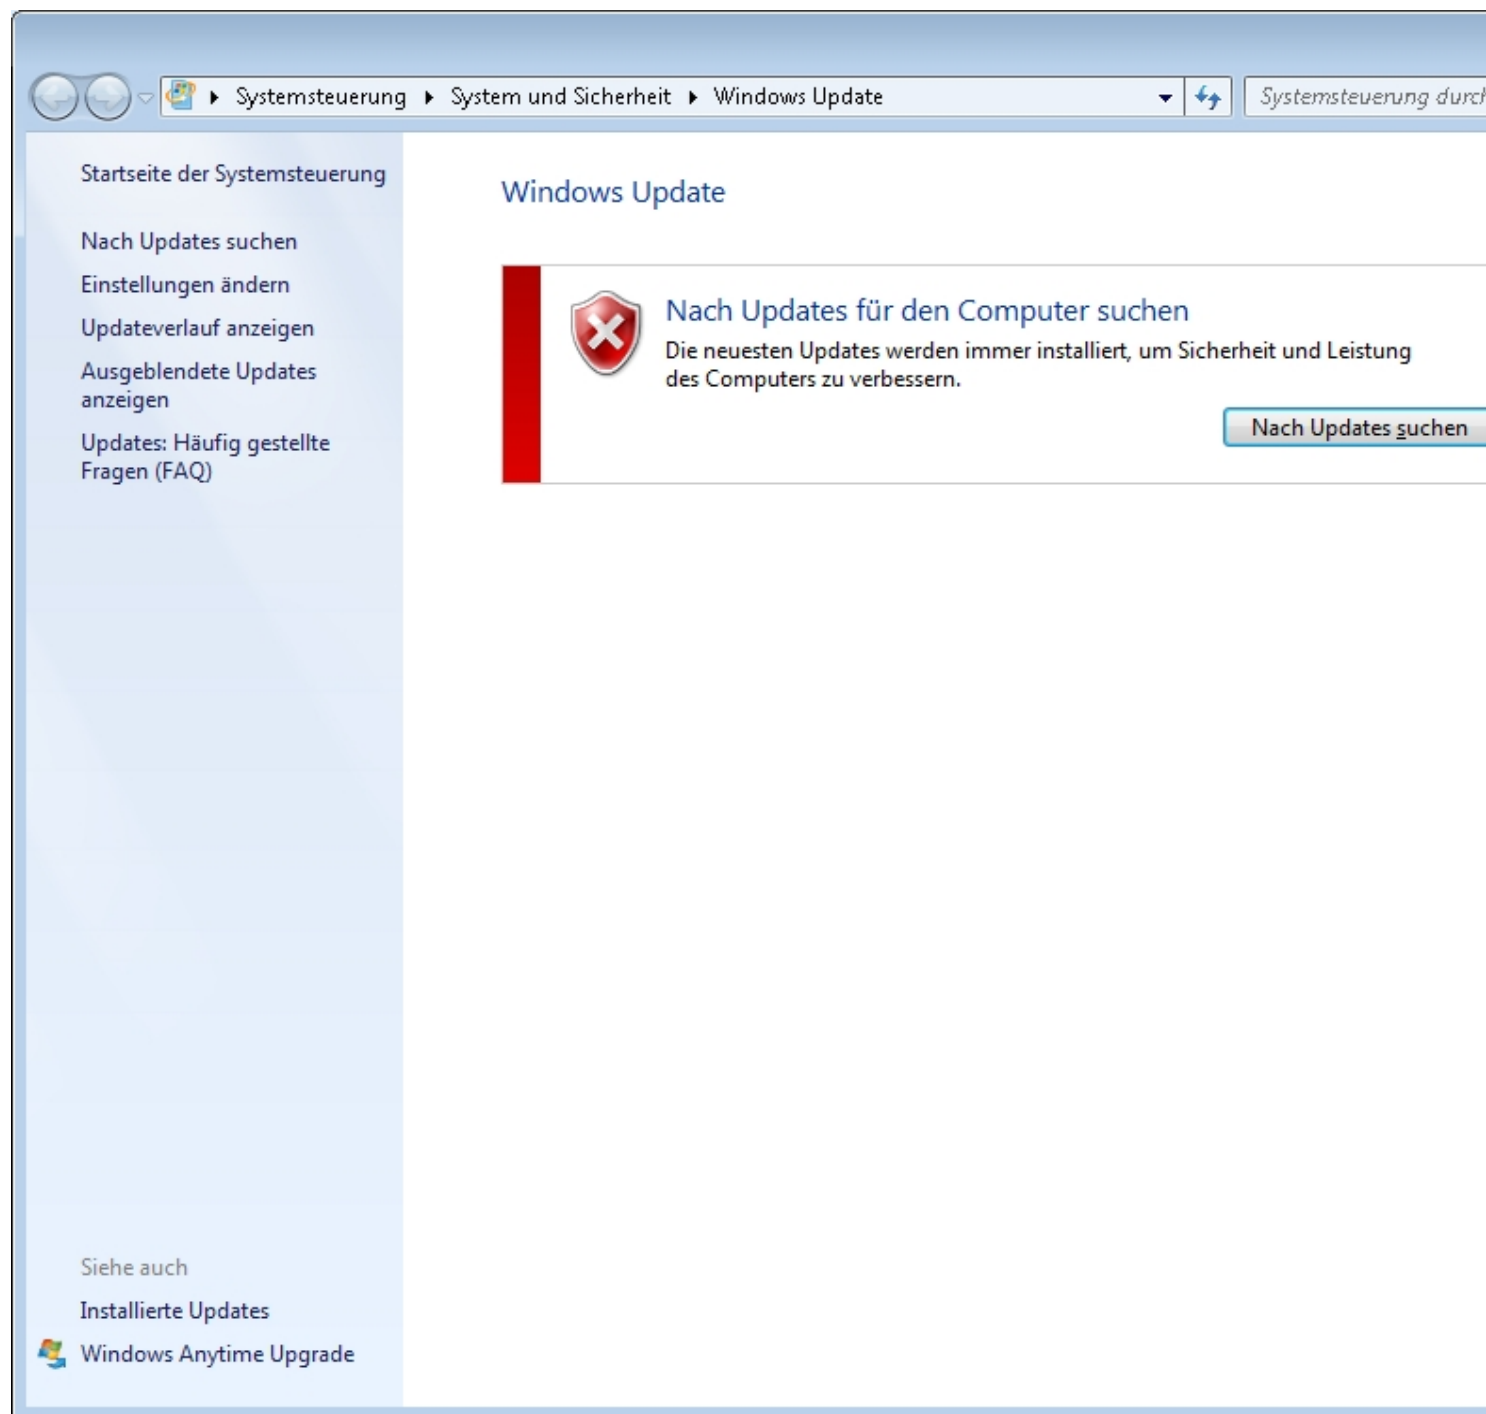 Systemsteuerung ▸ System und Sicherheit ▸ Windows Update
Systemsteuerung durch
Startseite der Systemsteuerung
Nach Updates suchen
Einstellungen ändern
Updateverlauf anzeigen
Ausgeblendete Updates
anzeigen
Updates: Häufig gestellte
Fragen (FAQ)
Windows Update
Nach Updates für den Computer suchen
Die neuesten Updates werden immer installiert, um Sicherheit und Leistung
des Computers zu verbessern.
Nach Updates suchen
Siehe auch
Installierte Updates
Windows Anytime Upgrade